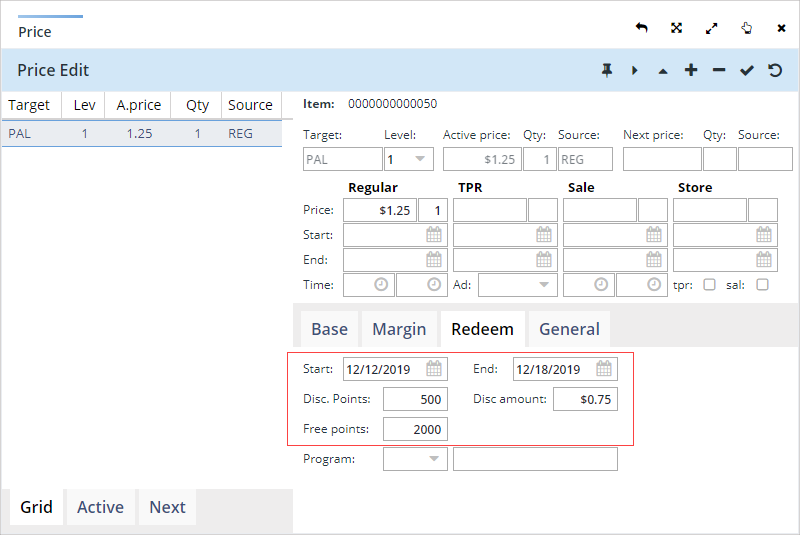 Price
Price Edit
Target Lev A.price Qty Source
PAL 1 1.25 1 REG
Item: 0000000000050
Target: Level: Active price: Qty: Source: Next price: Qty: Source:
PAL 1 $1.25 1 REG
Regular TPR Sale Store
Price: $1.25 1
Start:
End:
Time: Ad: tpr: sal:
Base Margin Redeem General
Start: 12/12/2019 End: 12/18/2019
Disc. Points: 500 Disc amount: $0.75
Free points: 2000
Program:
Grid Active Next